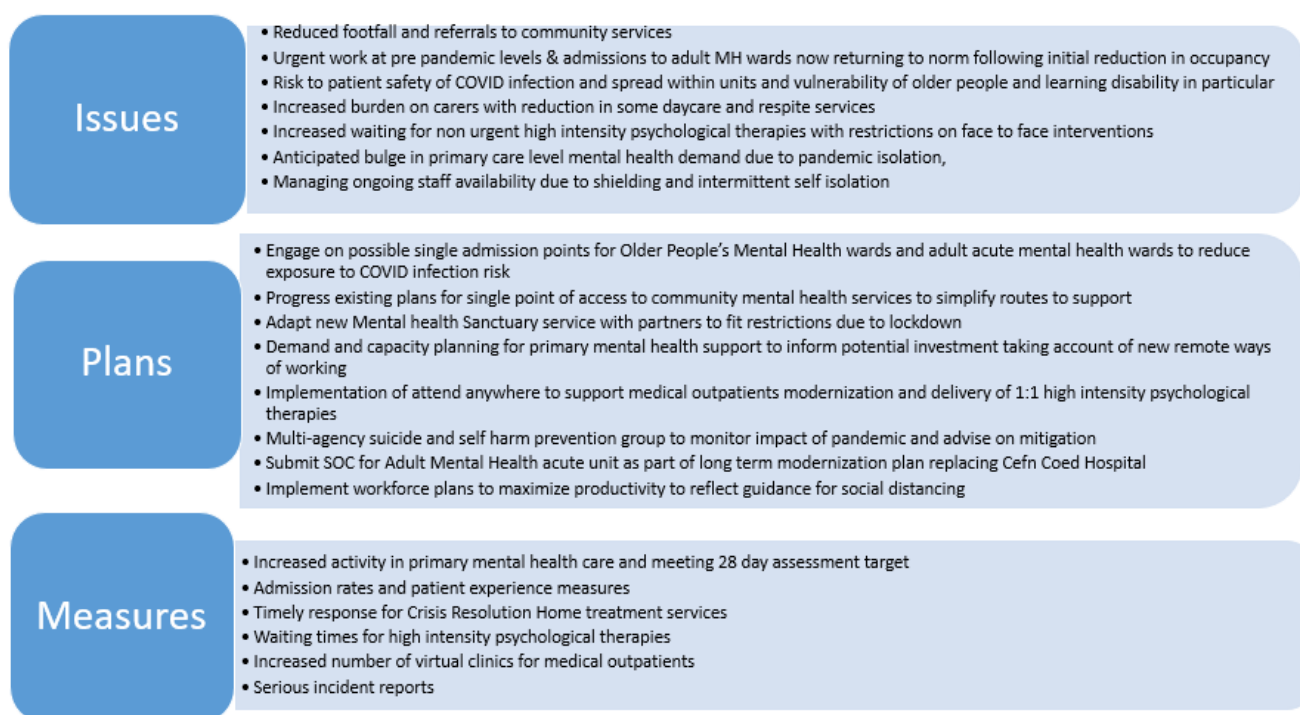 Issues
• Reduced footfall and referrals to community services
• Urgent work at pre pandemic levels & admissions to adult MH wards now returning to norm following initial reduction in occupancy
• Risk to patient safety of COVID infection and spread within units and vulnerability of older people and learning disability in particular
• Increased burden on carers with reduction in some daycare and respite services
• Increased waiting for non urgent high intensity psychological therapies with restrictions on face to face interventions
• Anticipated bulge in primary care level mental health demand due to pandemic isolation,
• Managing ongoing staff availability due to shielding and intermittent self isolation
Plans
• Engage on possible single admission points for Older People's Mental Health wards and adult acute mental health wards to reduce
exposure to COVID infection risk
• Progress existing plans for single point of access to community mental health services to simplify routes to support
• Adapt new Mental health Sanctuary service with partners to fit restrictions due to lockdown
• Demand and capacity planning for primary mental health support to inform potential investment taking account of new remote ways
of working
• Implementation of attend anywhere to support medical outpatients modernization and delivery of 1:1 high intensity psychological
therapies
• Multi-agency suicide and self harm prevention group to monitor impact of pandemic and advise on mitigation
• Submit SOC for Adult Mental Health acute unit as part of long term modernization plan replacing Cefn Coed Hospital
• Implement workforce plans to maximize productivity to reflect guidance for social distancing
Measures
• Increased activity in primary mental health care and meeting 28 day assessment target
• Admission rates and patient experience measures
• Timely response for Crisis Resolution Home treatment services
• Waiting times for high intensity psychological therapies
• Increased number of virtual clinics for medical outpatients
• Serious incident reports